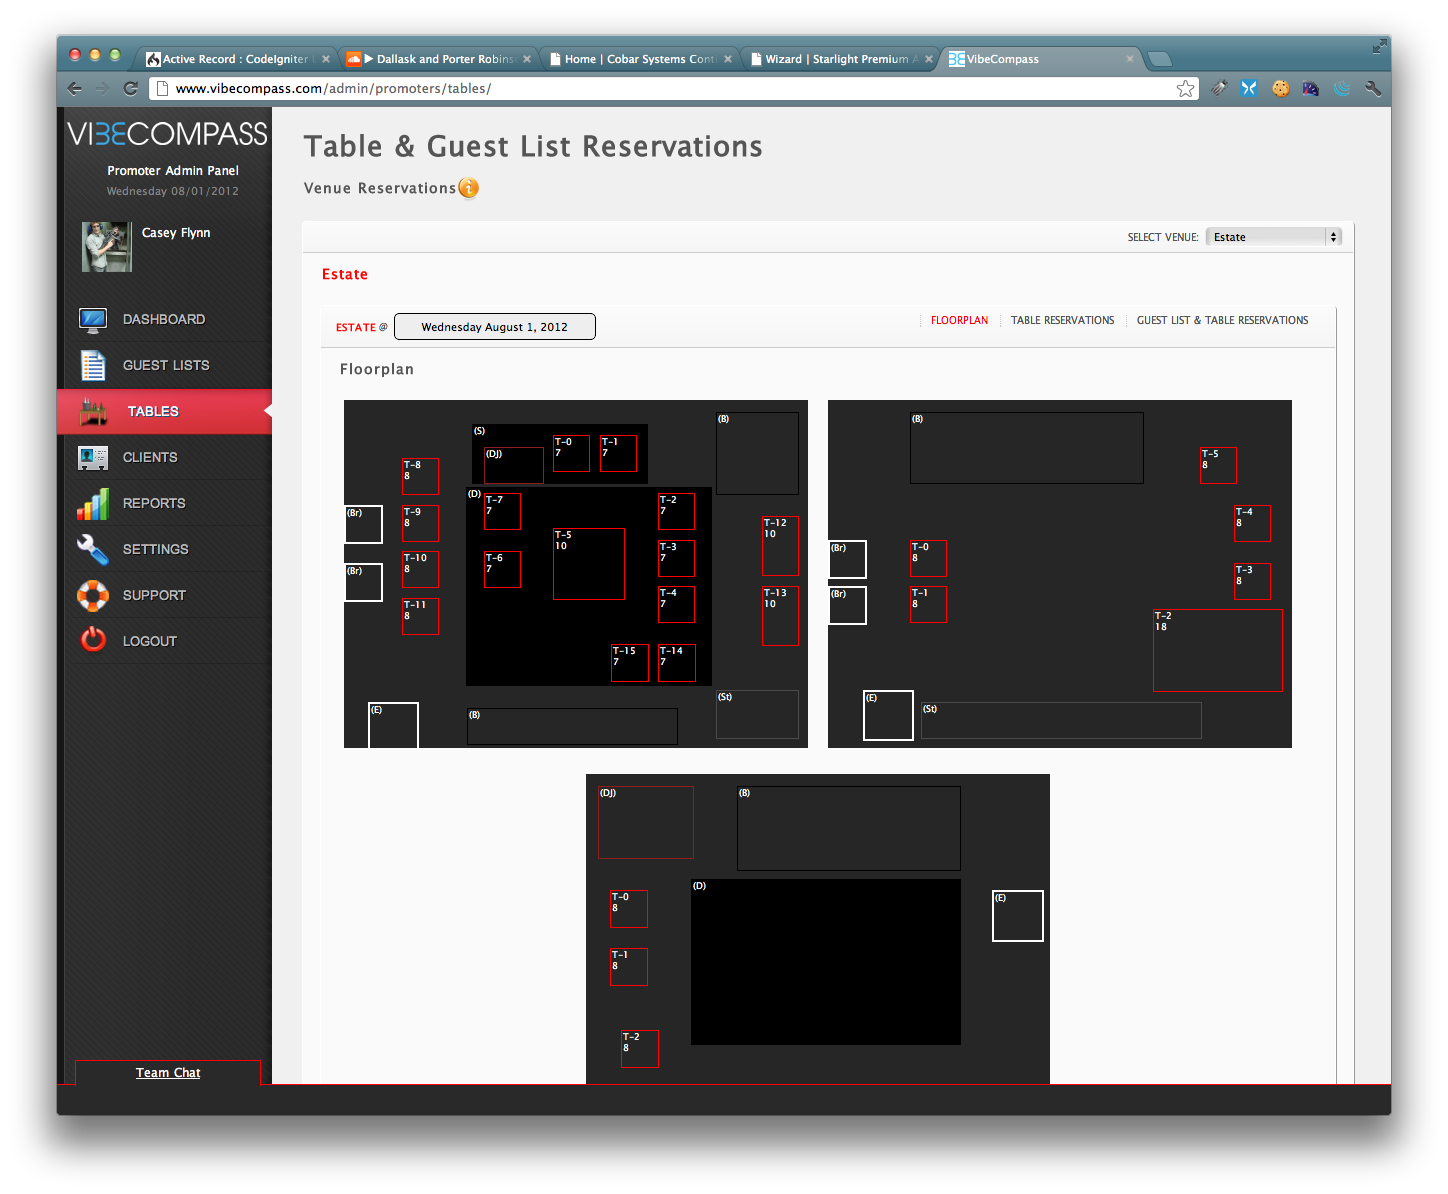 Active Record : CodeIgniter
Dallask and Porter Robins
Home | Cobar Systems Cont
Wizard | Starlight Premium A
VibeCompass
www.vibecompass.com/admin/promoters/tables/
VIBECOMPASS
Promoter Admin Panel
Wednesday 08/01/2012
Casey Flynn
DASHBOARD
GUEST LISTS
TABLES
CLIENTS
REPORTS
SETTINGS
SUPPORT
LOGOUT
Team Chat
Table & Guest List Reservations
Venue Reservations
SELECT VENUE: Estate
Estate
ESTATE @ Wednesday August 1, 2012
FLOORPLAN
TABLE RESERVATIONS
GUEST LIST & TABLE RESERVATIONS
Floorplan
(S)
(DJ)
T-0
7
T-1
7
(B)
T-8
8
(D)
T-7
7
T-2
7
(Br)
T-9
8
T-5
10
T-3
7
T-12
10
(Br)
T-10
8
T-6
7
T-4
7
T-13
10
T-11
8
T-15
7
T-14
7
(E)
(B)
(St)
(B)
T-5
8
T-4
8
(Br)
T-0
8
T-3
8
(Br)
T-1
8
T-2
18
(E)
(St)
(DJ)
(B)
T-0
8
(D)
(E)
T-1
8
T-2
8